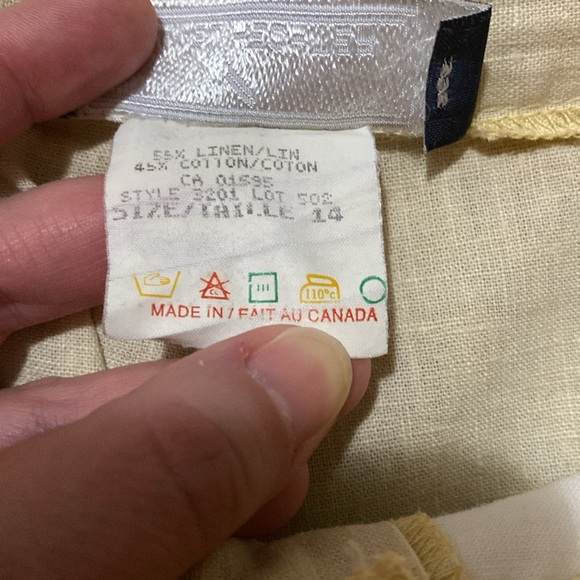 55% LINEN/LIN
45% COTTON/COTON
CA 01595
STYLE 3201 LOT 502
SIZE/TAILLE 14
110°C
MADE IN / FAIT AU CANADA